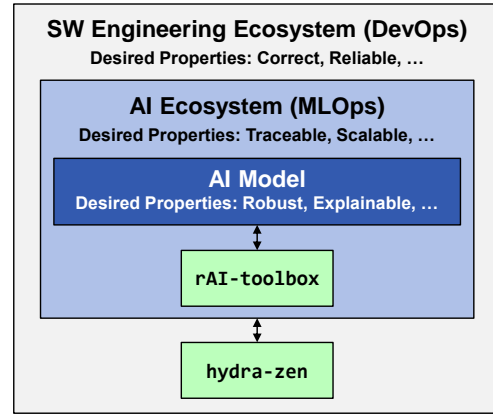 SW Engineering Ecosystem (DevOps)
Desired Properties: Correct, Reliable, …
AI Ecosystem (MLOps)
Desired Properties: Traceable, Scalable, …
AI Model
Desired Properties: Robust, Explainable, …
rAI-toolbox
hydra-zen